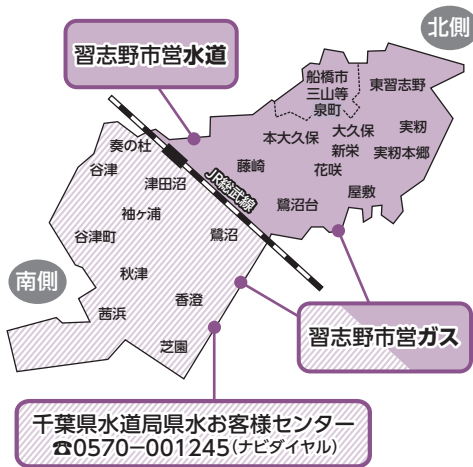 北側
習志野市営水道
船橋市
三山等
泉町
東習志野
奏の杜
本大久保
大久保
実籾
谷津
藤崎
新栄
実籾本郷
花咲
津田沼
JR総武線
屋敷
袖ヶ浦
鷺沼台
谷津町
鷺沼
南側
秋津
茜浜
香澄
芝園
習志野市営ガス
千葉県水道局県水お客様センター
☎0570−001245(ナビダイヤル)